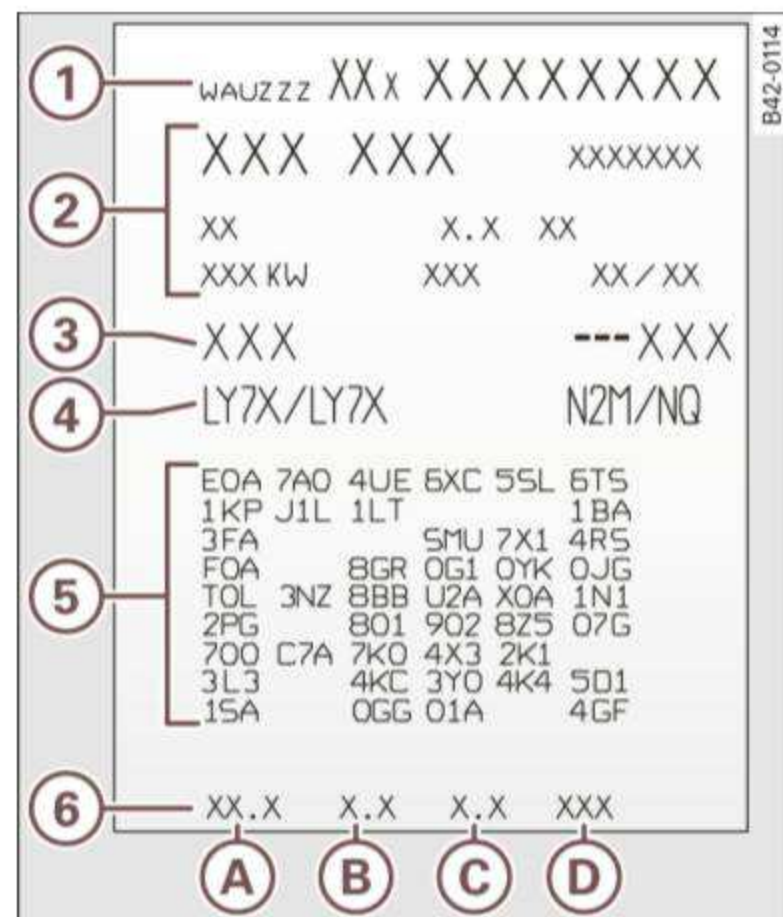 B42-0114
1 WAUZZZ XXX XXXXXXXX
XXX XXX XXXXXXX
2
XX X.X XX
XXX KW XXX XX/XX
3 XXX ---XXX
4 LY7X/LY7X N2M/NQ
E0A 7A0 4UE 6XC 5SL 6TS
1KP J1L 1LT 1BA
3FA 5MU 7X1 4R5
F0A 8GR 0G1 0YK 0JG
5 T0L 3NZ 8BB U2A X0A 1N1
2PG 801 902 8Z5 07G
700 C7A 7K0 4X3 2K1
3L3 4KC 3Y0 4K4 5D1
1SA 0GG 01A 4GF
6 XX.X X.X X.X XXX
A B C D